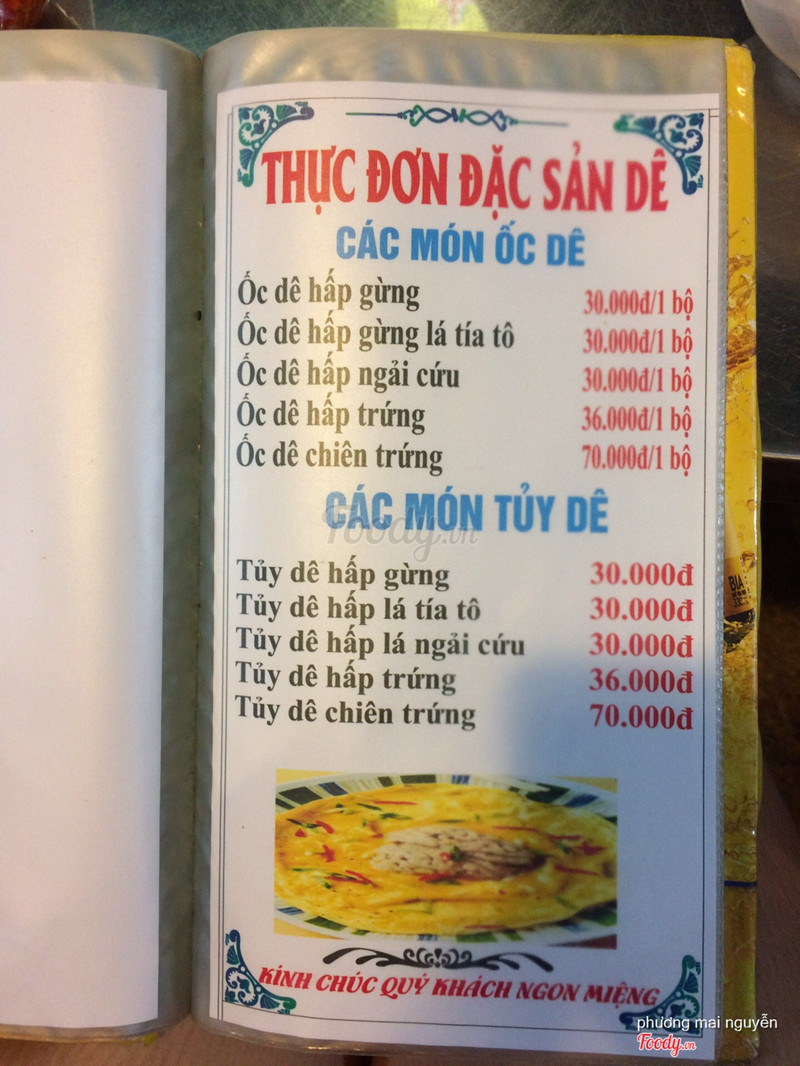 THỰC ĐƠN ĐẶC SẢN DÊ
CÁC MÓN ỐC DÊ
Ốc dê hấp gừng 30.000đ/1 bộ
Ốc dê hấp gừng lá tía tô 30.000đ/1 bộ
Ốc dê hấp ngải cứu 30.000đ/1 bộ
Ốc dê hấp trứng 36.000đ/1 bộ
Ốc dê chiên trứng 70.000đ/1 bộ
CÁC MÓN TỦY DÊ
Foody.vn
Tủy dê hấp gừng 30.000đ
Tủy dê hấp lá tía tô 30.000đ
Tủy dê hấp lá ngải cứu 30.000đ
Tủy dê hấp trứng 36.000đ
Tủy dê chiên trứng 70.000đ
BIA
KÍNH CHÚC QUÝ KHÁCH NGON MIỆNG
phương mai nguyễn
Foody.vn